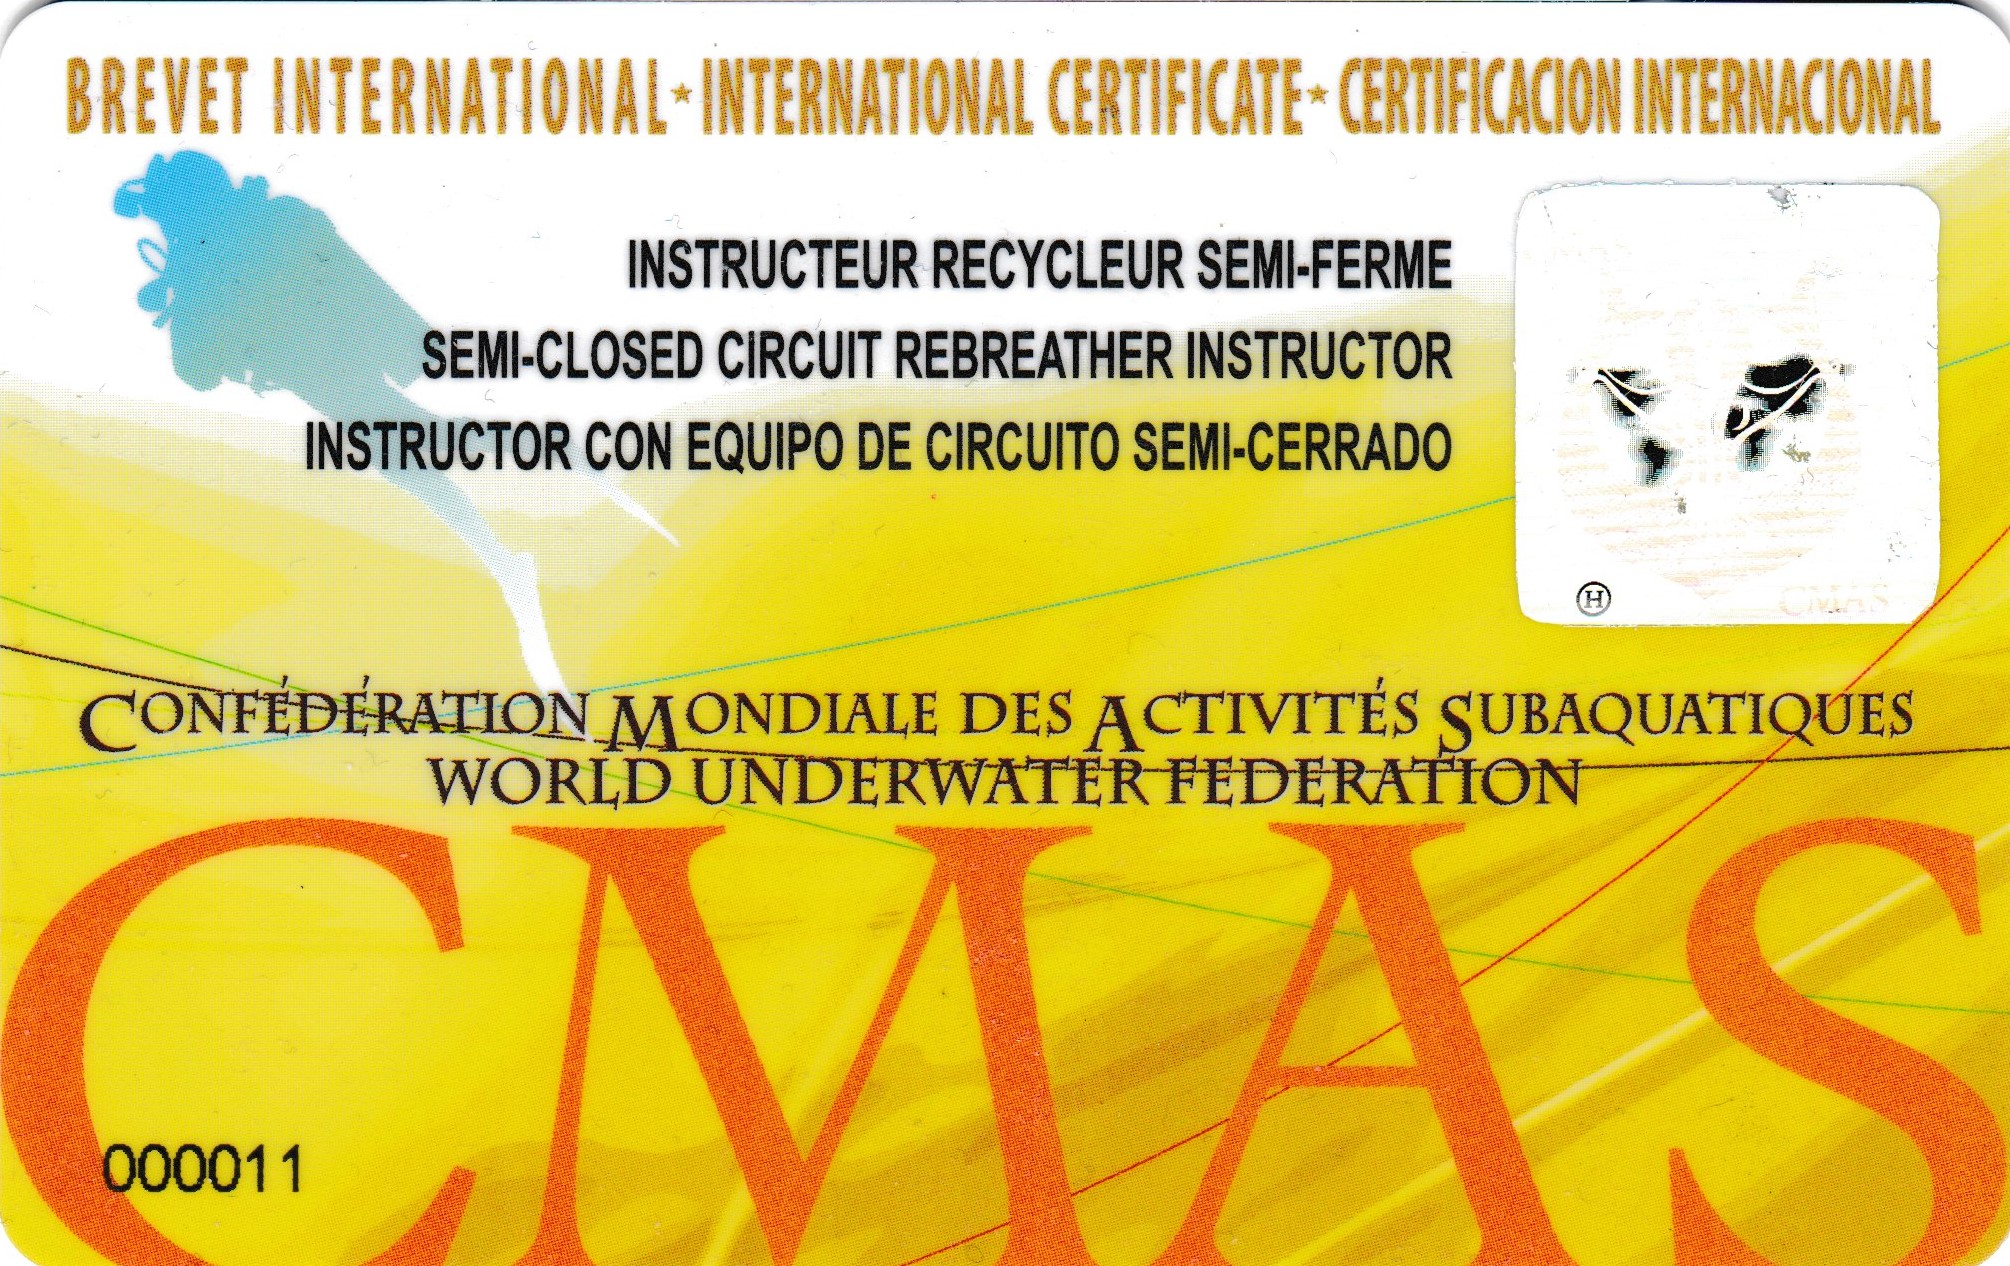 BREVET INTERNATIONAL ★ INTERNATIONAL CERTIFICATE ★ CERTIFICACION INTERNACIONAL
INSTRUCTEUR RECYCLEUR SEMI-FERME
SEMI-CLOSED CIRCUIT REBREATHER INSTRUCTOR
INSTRUCTOR CON EQUIPO DE CIRCUITO SEMI-CERRADO
H
CMAS
CONFÉDÉRATION MONDIALE DES ACTIVITÉS SUBAQUATIQUES
WORLD UNDERWATER FEDERATION
CMAS
000011